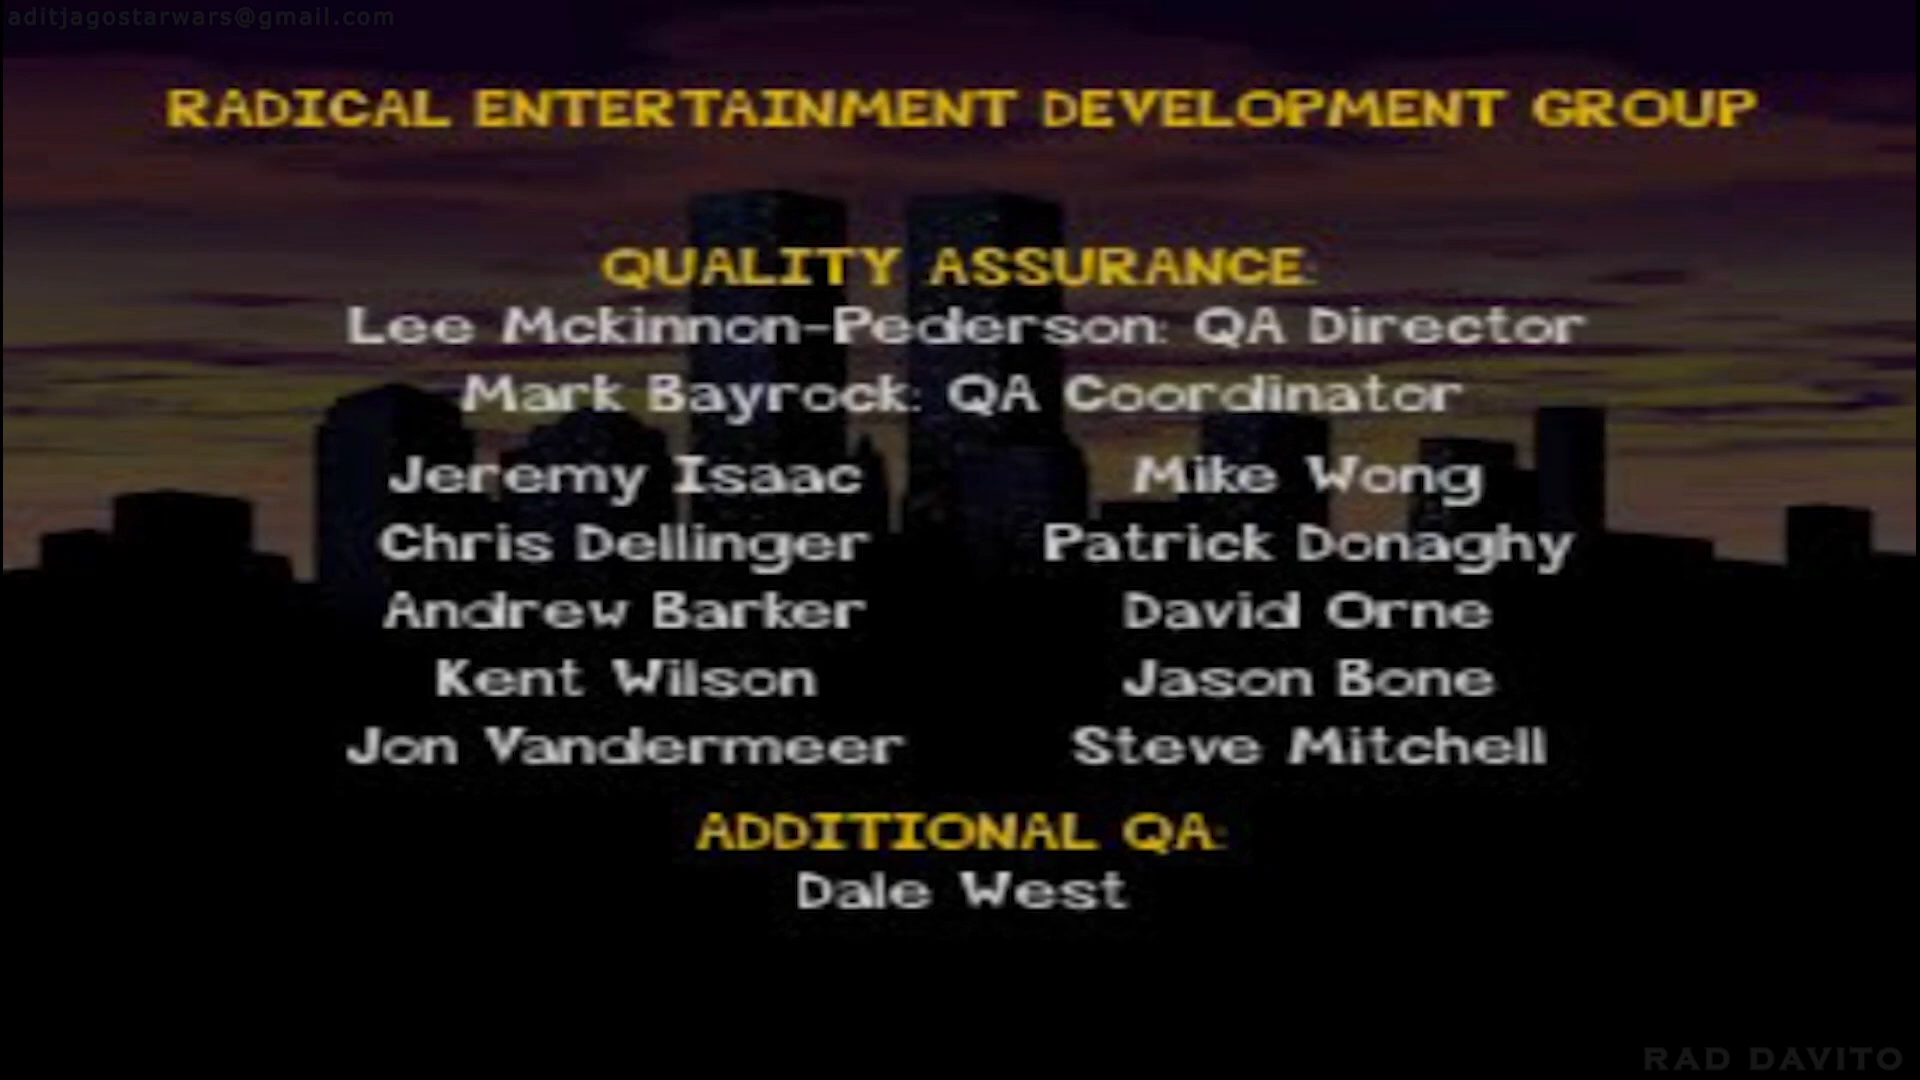 aditjagostarwars@gmail.com
RADICAL ENTERTAINMENT DEVELOPMENT GROUP
QUALITY ASSURANCE:
Lee Mckinnon-Pederson: QA Director
Mark Bayrock: QA Coordinator
Jeremy Isaac Mike Wong
Chris Dellinger Patrick Donaghy
Andrew Barker David Orne
Kent Wilson Jason Bone
Jon Vandermeer Steve Mitchell
ADDITIONAL QA:
Dale West
RAD DAVITO